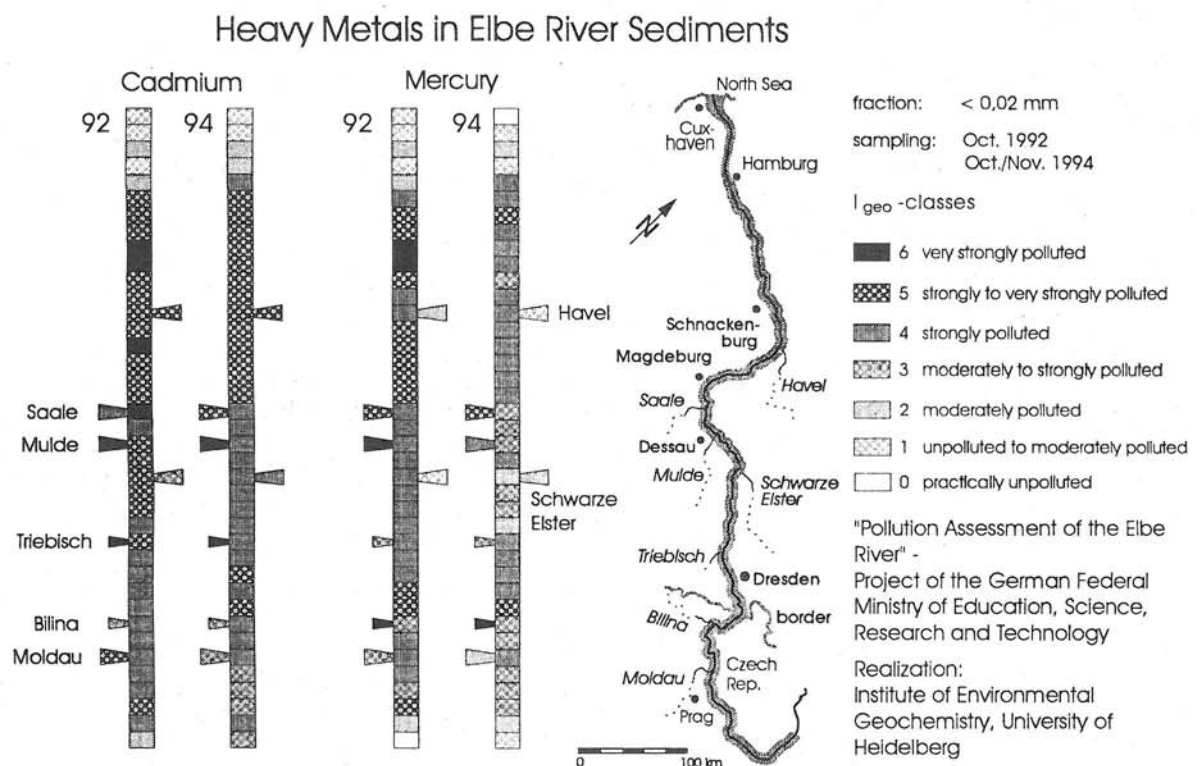 Heavy Metals in Elbe River Sediments
Cadmium
92
94
Mercury
92
94
Saale
Mulde
Triebisch
Bilina
Moldau
Havel
Schwarze
Elster
North Sea
Cux-
haven
Hamburg
N
Schnacken-
burg
Magdeburg
Havel
Saale
Dessau
Mulde
Schwarze
Elster
Triebisch
Dresden
Bilina
border
Moldau
Czech
Rep.
Prag
0 100 km
fraction: < 0,02 mm
sampling: Oct. 1992
Oct./Nov. 1994
I geo -classes
6 very strongly polluted
5 strongly to very strongly polluted
4 strongly polluted
3 moderately to strongly polluted
2 moderately polluted
1 unpolluted to moderately polluted
0 practically unpolluted
"Pollution Assessment of the Elbe
River" -
Project of the German Federal
Ministry of Education, Science,
Research and Technology
Realization:
Institute of Environmental
Geochemistry, University of
Heidelberg